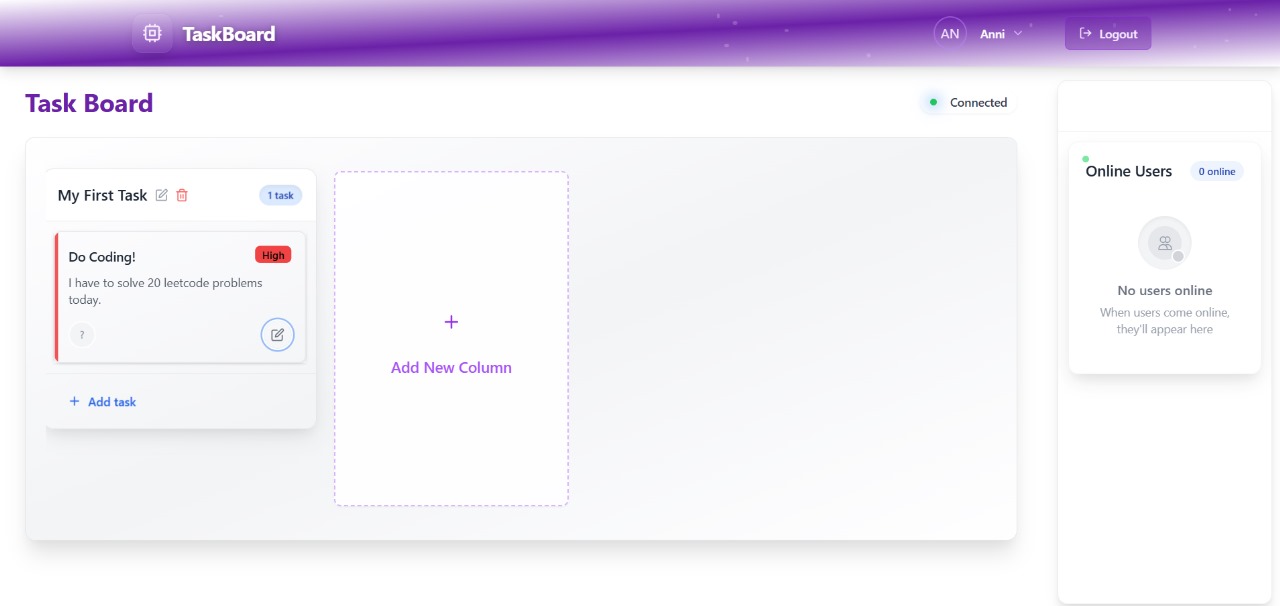 TaskBoard
AN
Anni
Logout
Task Board
Connected
My First Task
1 task
Do Coding!
High
I have to solve 20 leetcode problems
today.
?
Add task
+
Add New Column
Online Users
0 online
No users online
When users come online,
they'll appear here